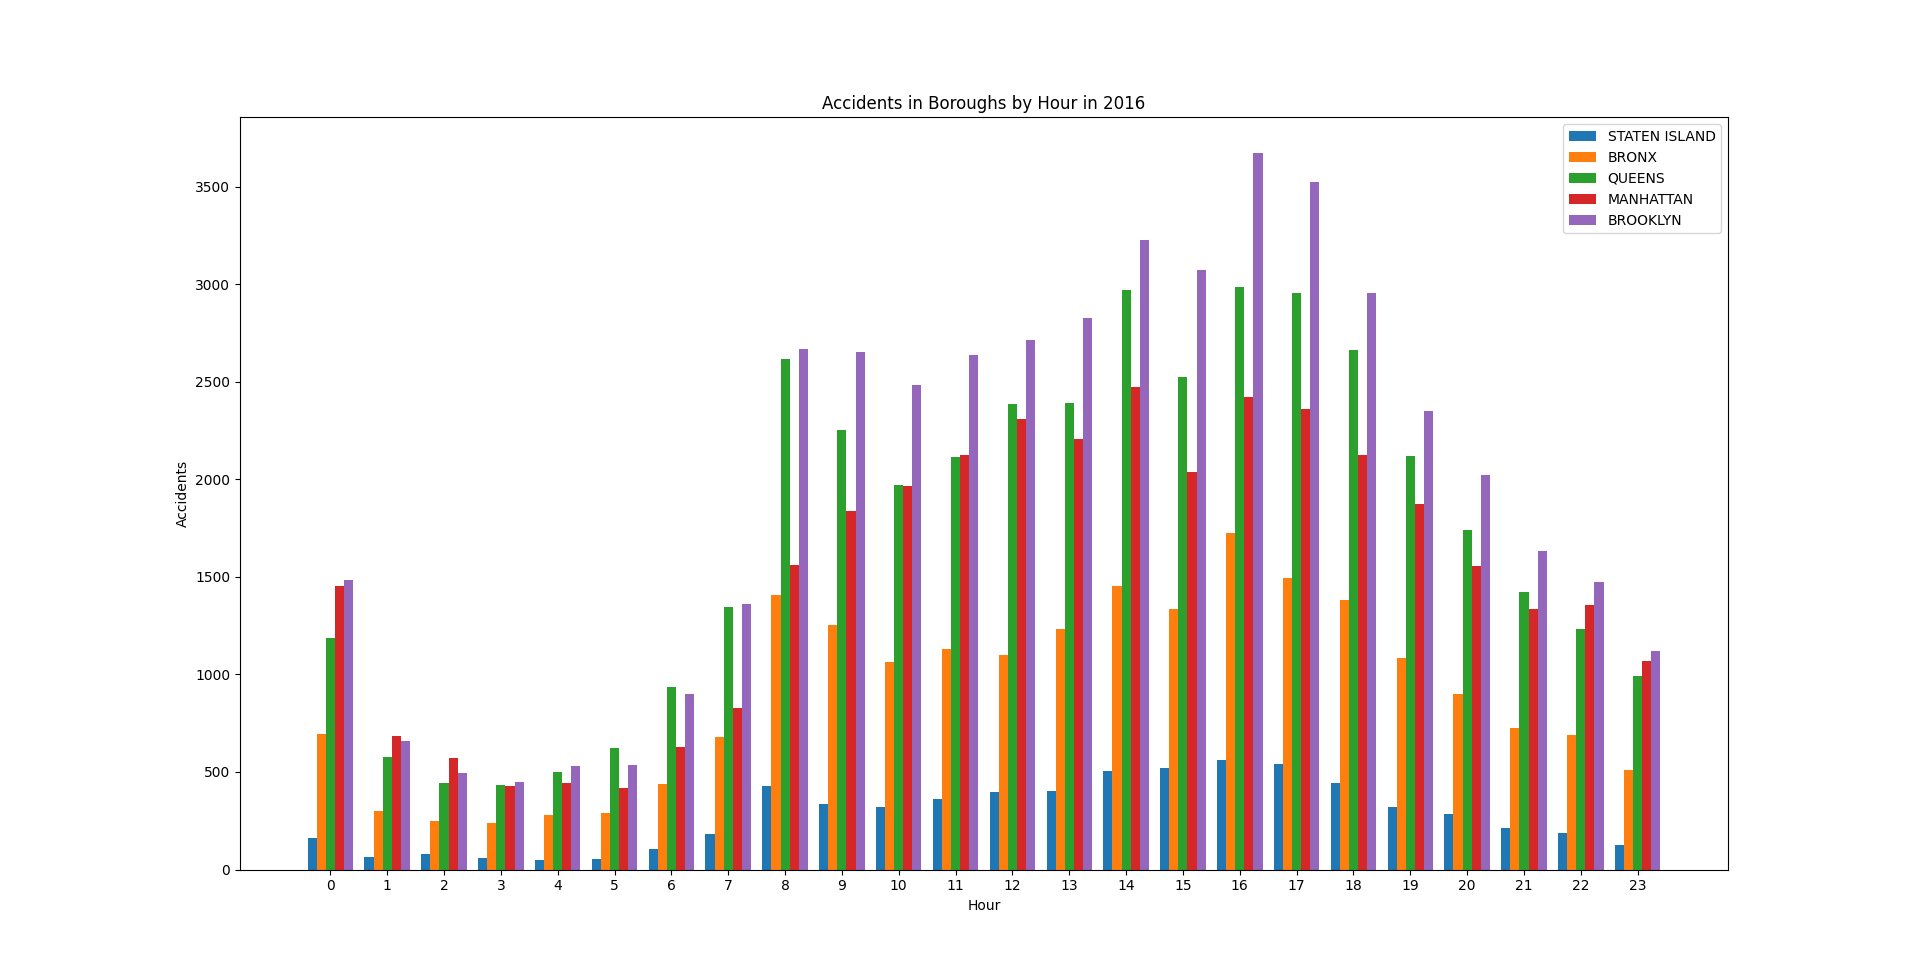 Accidents in Boroughs by Hour in 2016
STATEN ISLAND
BRONX
QUEENS
MANHATTAN
BROOKLYN
3500
3000
2500
2000
1500
1000
500
0
Accidents
0 1 2 3 4 5 6 7 8 9 10 11 12 13 14 15 16 17 18 19 20 21 22 23
Hour